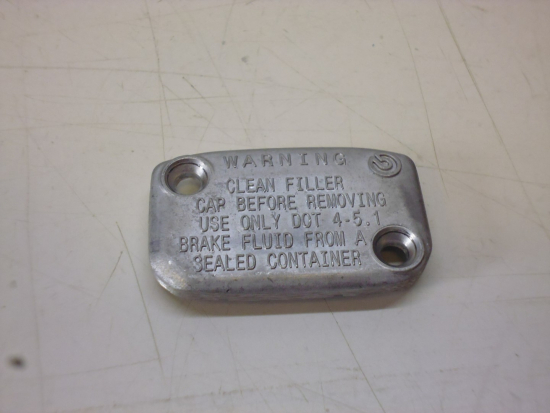 WARNING
CLEAN FILLER
CAP BEFORE REMOVING
USE ONLY DOT 4-5.1
BRAKE FLUID FROM A
SEALED CONTAINER